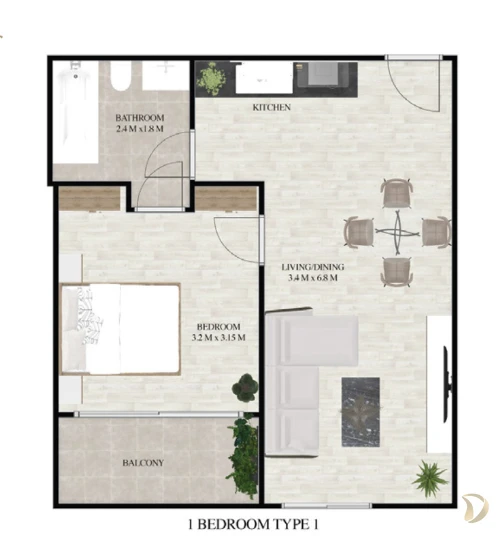 KITCHEN
BATHROOM
2.4 M x1.8 M
LIVING/DINING
3.4 M x 6.8 M
BEDROOM
3.2 M x 3.15 M
BALCONY
1 BEDROOM TYPE 1